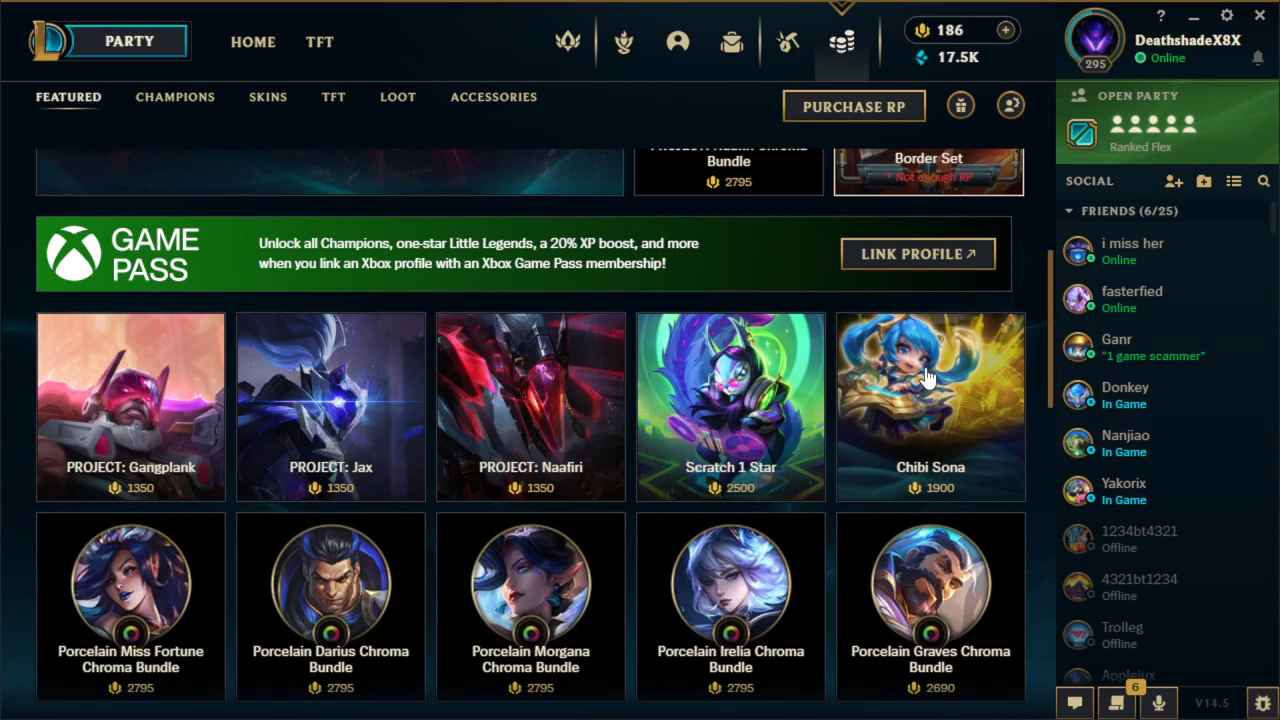 PARTY
HOME
TFT
186
17.5K
?
295
DeathshadeX8X
Online
FEATURED
CHAMPIONS
SKINS
TFT
LOOT
ACCESSORIES
PURCHASE RP
OPEN PARTY
Ranked Flex
Bundle
2795
Border Set
* Not enough RP
GAME
PASS
Unlock all Champions, one-star Little Legends, a 20% XP boost, and more
when you link an Xbox profile with an Xbox Game Pass membership!
LINK PROFILE
PROJECT: Gangplank
1350
PROJECT: Jax
1350
PROJECT: Naafiri
1350
Scratch 1 Star
2500
Chibi Sona
1900
Porcelain Miss Fortune
Chroma Bundle
2795
Porcelain Darius Chroma
Bundle
2795
Porcelain Morgana
Chroma Bundle
2795
Porcelain Irelia Chroma
Bundle
2795
Porcelain Graves Chroma
Bundle
2690
SOCIAL
FRIENDS (6/25)
i miss her
Online
fasterfied
Online
Ganr
"1 game scammer"
Donkey
In Game
Nanjiao
In Game
Yakorix
In Game
1234bt4321
Offline
4321bt1234
Offline
Trolleg
Offline
6
V14.5